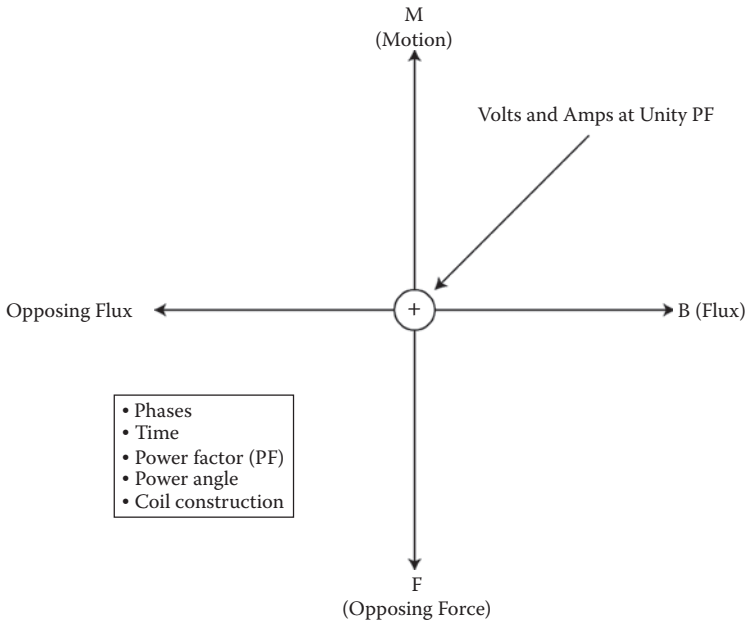 M
(Motion)
Volts and Amps at Unity PF
Opposing Flux
+
B (Flux)
• Phases
• Time
• Power factor (PF)
• Power angle
• Coil construction
F
(Opposing Force)